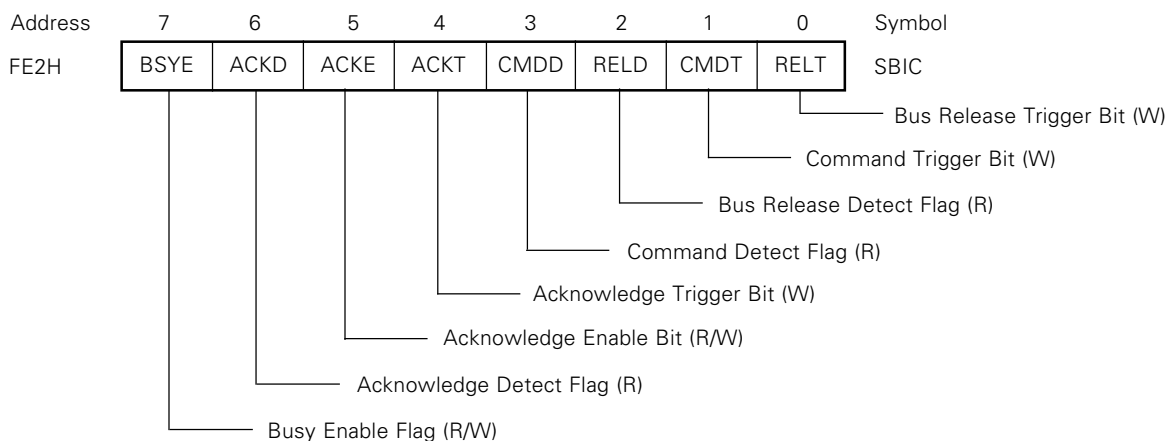 Address 7 6 5 4 3 2 1 0 Symbol
FE2H BSYE ACKD ACKE ACKT CMDD RELD CMDT RELT SBIC
Bus Release Trigger Bit (W)
Command Trigger Bit (W)
Bus Release Detect Flag (R)
Command Detect Flag (R)
Acknowledge Trigger Bit (W)
Acknowledge Enable Bit (R/W)
Acknowledge Detect Flag (R)
Busy Enable Flag (R/W)